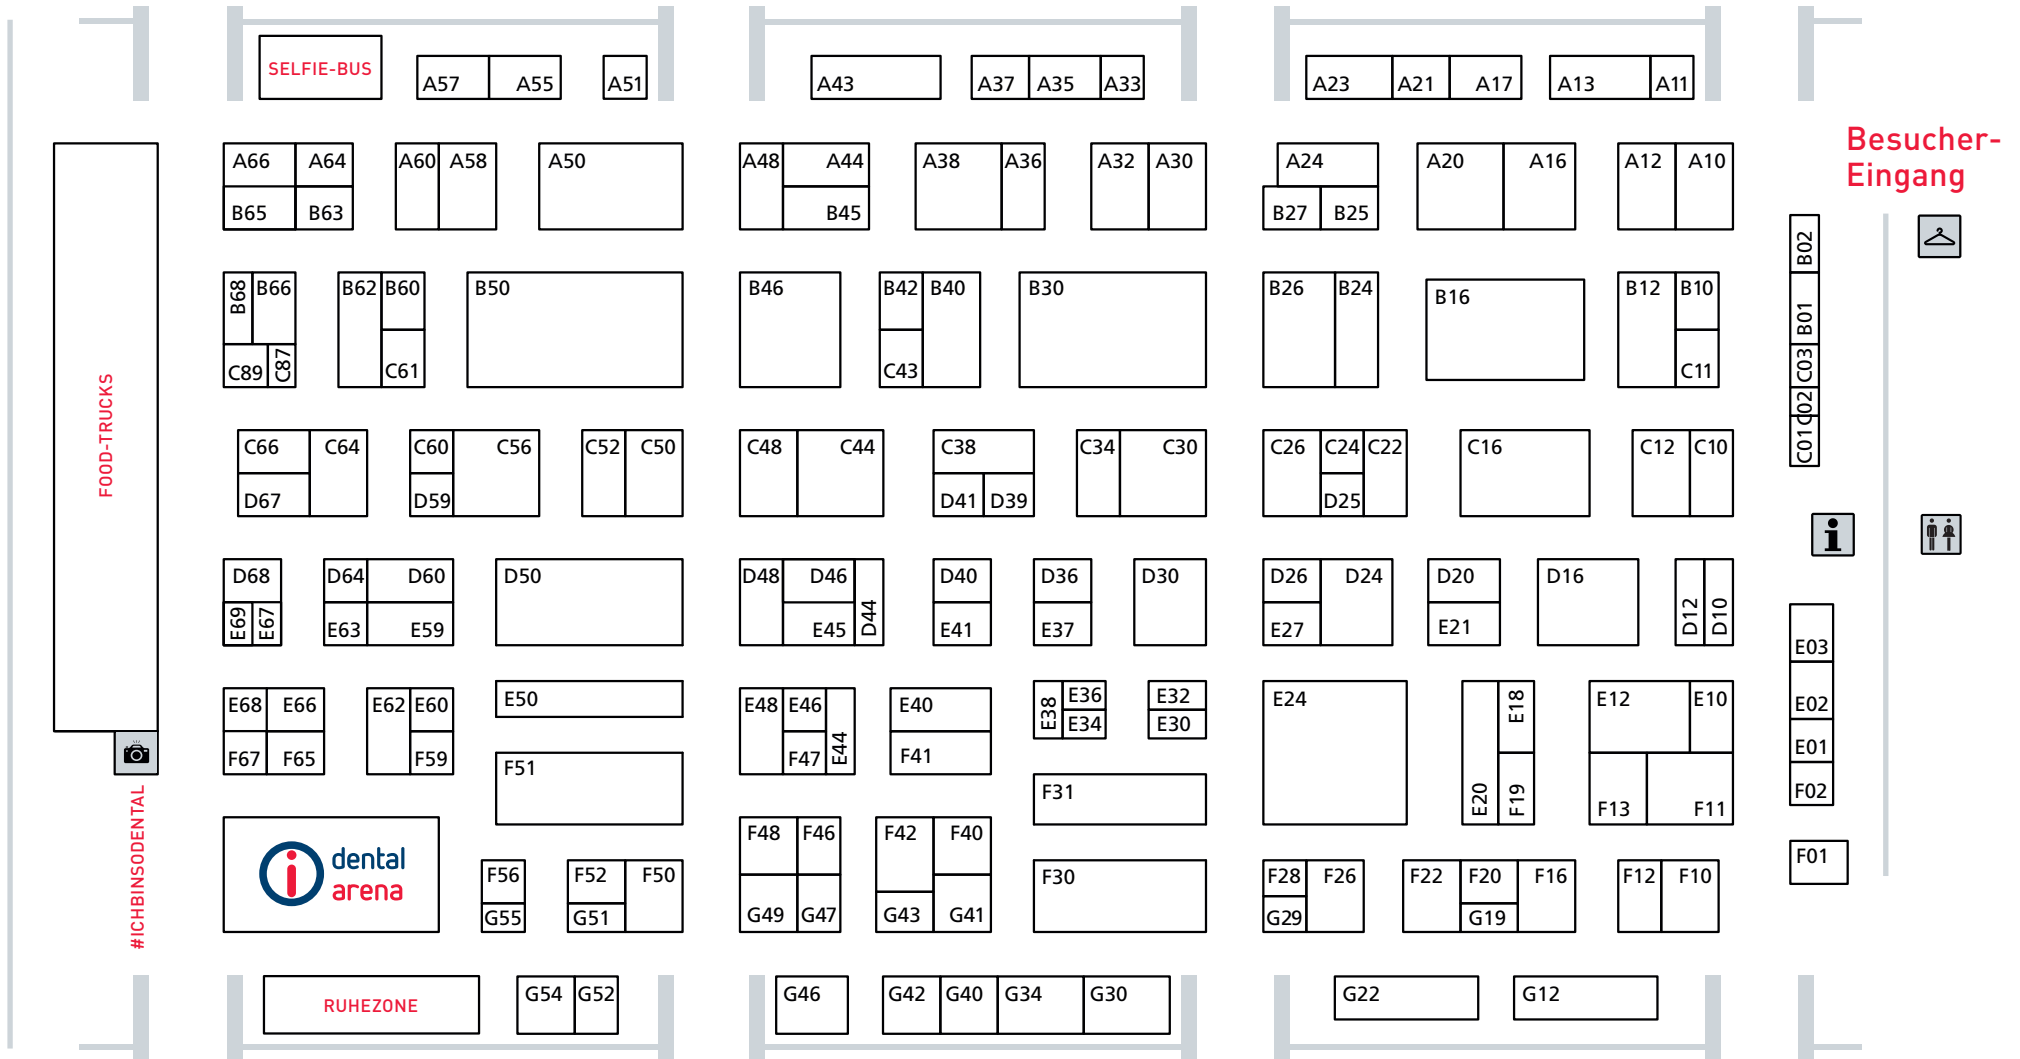 SELFIE-BUS
A57 A55 A51 A43 A37 A35 A33 A23 A21 A17 A13 A11
Besucher-
Eingang
A66 A64 A60 A58 A50 A48 A44 A38 A36 A32 A30 A24 A20 A16 A12 A10
B65 B63 B45 B27 B25
B02
B68 B66 B62 B60 B50 B46 B42 B40 B30 B26 B24 B16 B12 B10
B01
C89 C87 C61 C43 C11
C03
C02
C01
FOOD-TRUCKS
C66 C64 C60 C56 C52 C50 C48 C44 C38 C34 C30 C26 C24 C22 C16 C12 C10
D67 D59 D41 D39 D25
i
D68 D64 D60 D50 D48 D46 D44 D40 D36 D30 D26 D24 D20 D16 D12 D10
E69 E67 E63 E59 E45 E41 E37 E27 E21
E03
E68 E66 E62 E60 E50 E48 E46 E44 E40 E38 E36 E32 E24 E20 E18 E12 E10
E34 E30
E02
F67 F65 F59 F51 F47 F41 F31 F19 F13 F11
E01
F02
#ICHBINSODENTAL
i dental
arena
F48 F46 F42 F40
F01
F56 F52 F50 F30 F28 F26 F22 F20 F16 F12 F10
G55 G51 G49 G47 G43 G41 G29 G19
RUHEZONE
G54 G52 G46 G42 G40 G34 G30 G22 G12